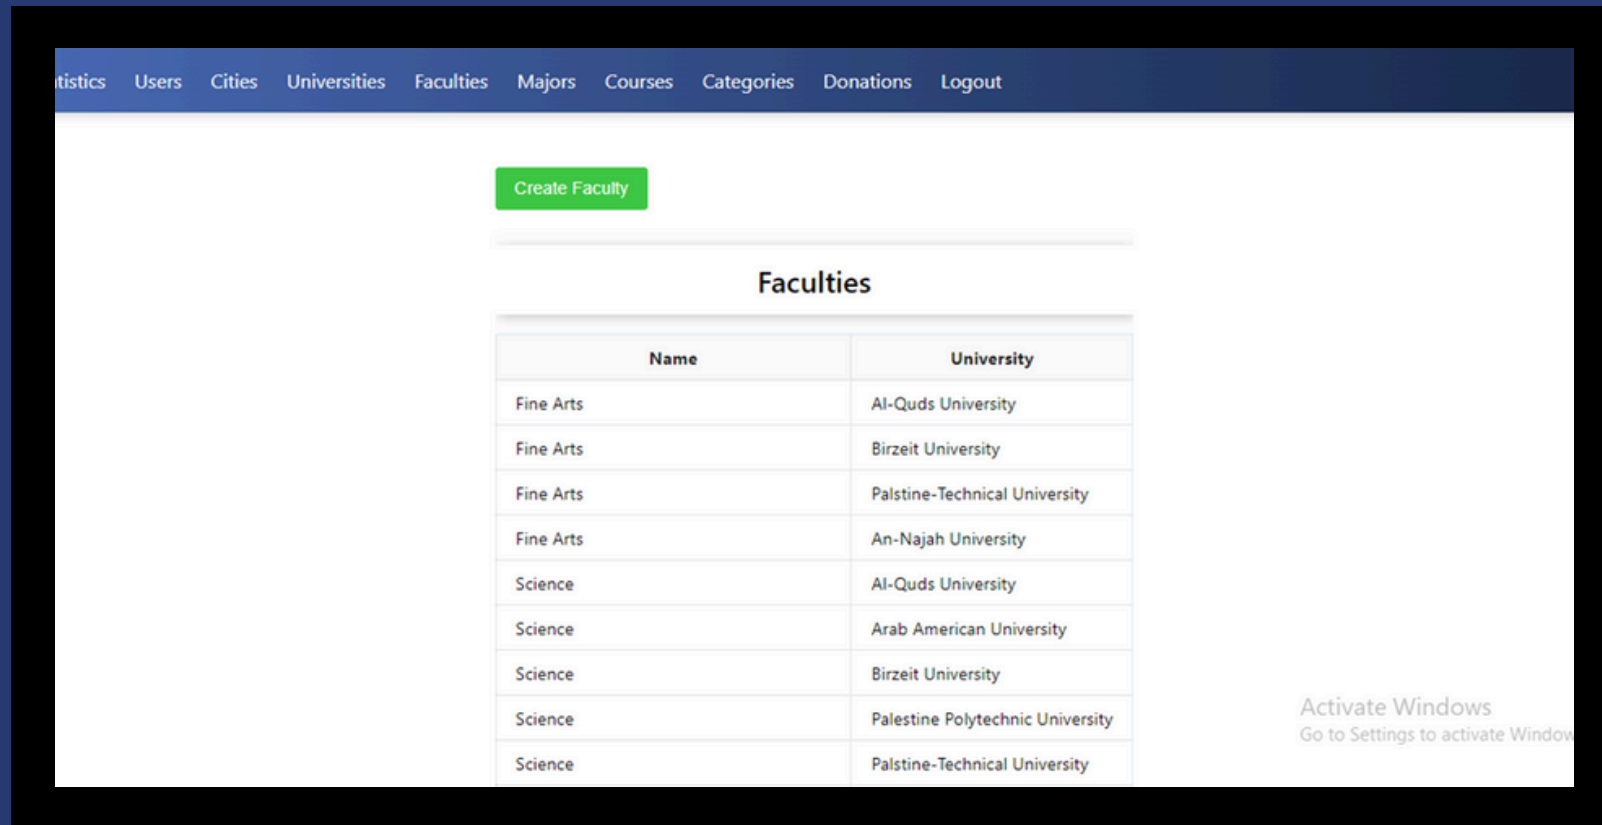 tistics Users Cities Universities Faculties Majors Courses Categories Donations Logout
Create Faculty
Faculties
Name University
Fine Arts Al-Quds University
Fine Arts Birzeit University
Fine Arts Palstine-Technical University
Fine Arts An-Najah University
Science Al-Quds University
Science Arab American University
Science Birzeit University
Science Palestine Polytechnic University
Science Palstine-Technical University
Activate Windows
Go to Settings to activate Window